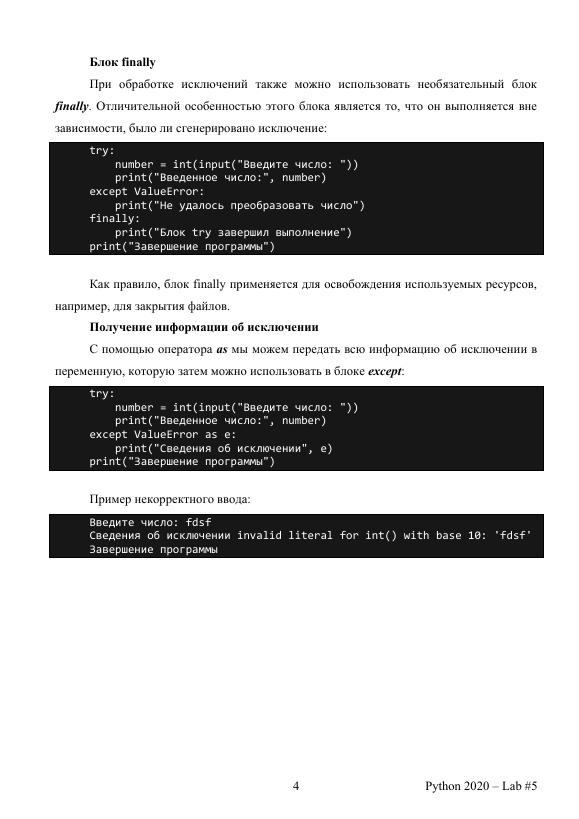 Блок finally
При обработке исключений также можно использовать необязательный блок
finally. Отличительной особенностью этого блока является то, что он выполняется вне
зависимости, было ли сгенерировано исключение:
try:
    number = int(input("Введите число: "))
    print("Введенное число:", number)
except ValueError:
    print("Не удалось преобразовать число")
finally:
    print("Блок try завершил выполнение")
print("Завершение программы")
Как правило, блок finally применяется для освобождения используемых ресурсов,
например, для закрытия файлов.
Получение информации об исключении
С помощью оператора as мы можем передать всю информацию об исключении в
переменную, которую затем можно использовать в блоке except:
try:
    number = int(input("Введите число: "))
    print("Введенное число:", number)
except ValueError as e:
    print("Сведения об исключении", e)
print("Завершение программы")
Пример некорректного ввода:
Введите число: fdsf
Сведения об исключении invalid literal for int() with base 10: 'fdsf'
Завершение программы
4 Python 2020 – Lab #5